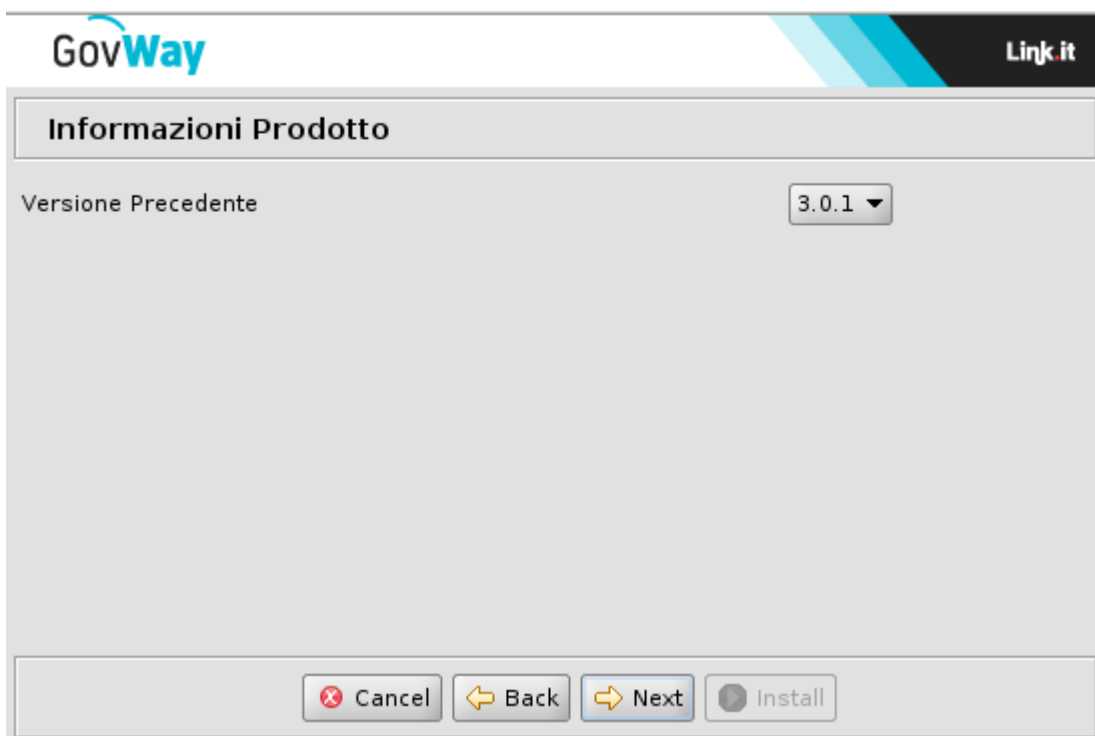 GovWay
Link.it
Informazioni Prodotto
Versione Precedente
3.0.1
Cancel
Back
Next
Install